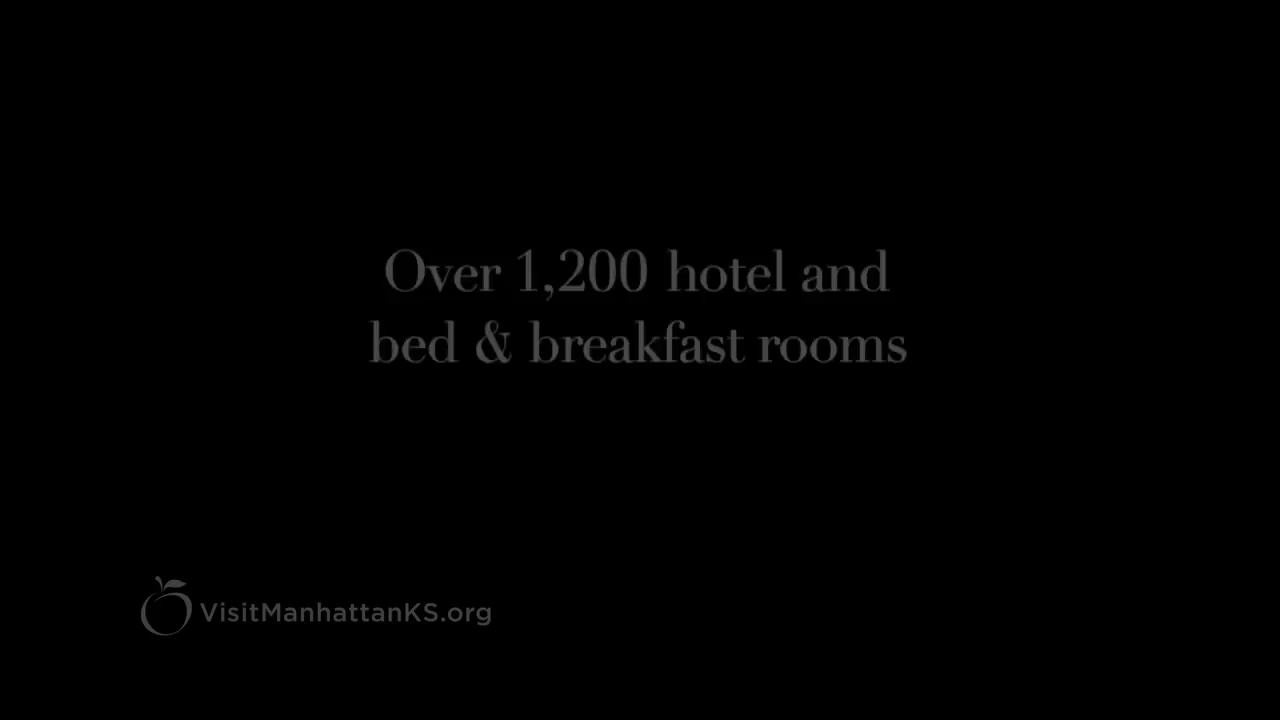 Over 1,200 hotel and
bed & breakfast rooms
VisitManhattanKS.org